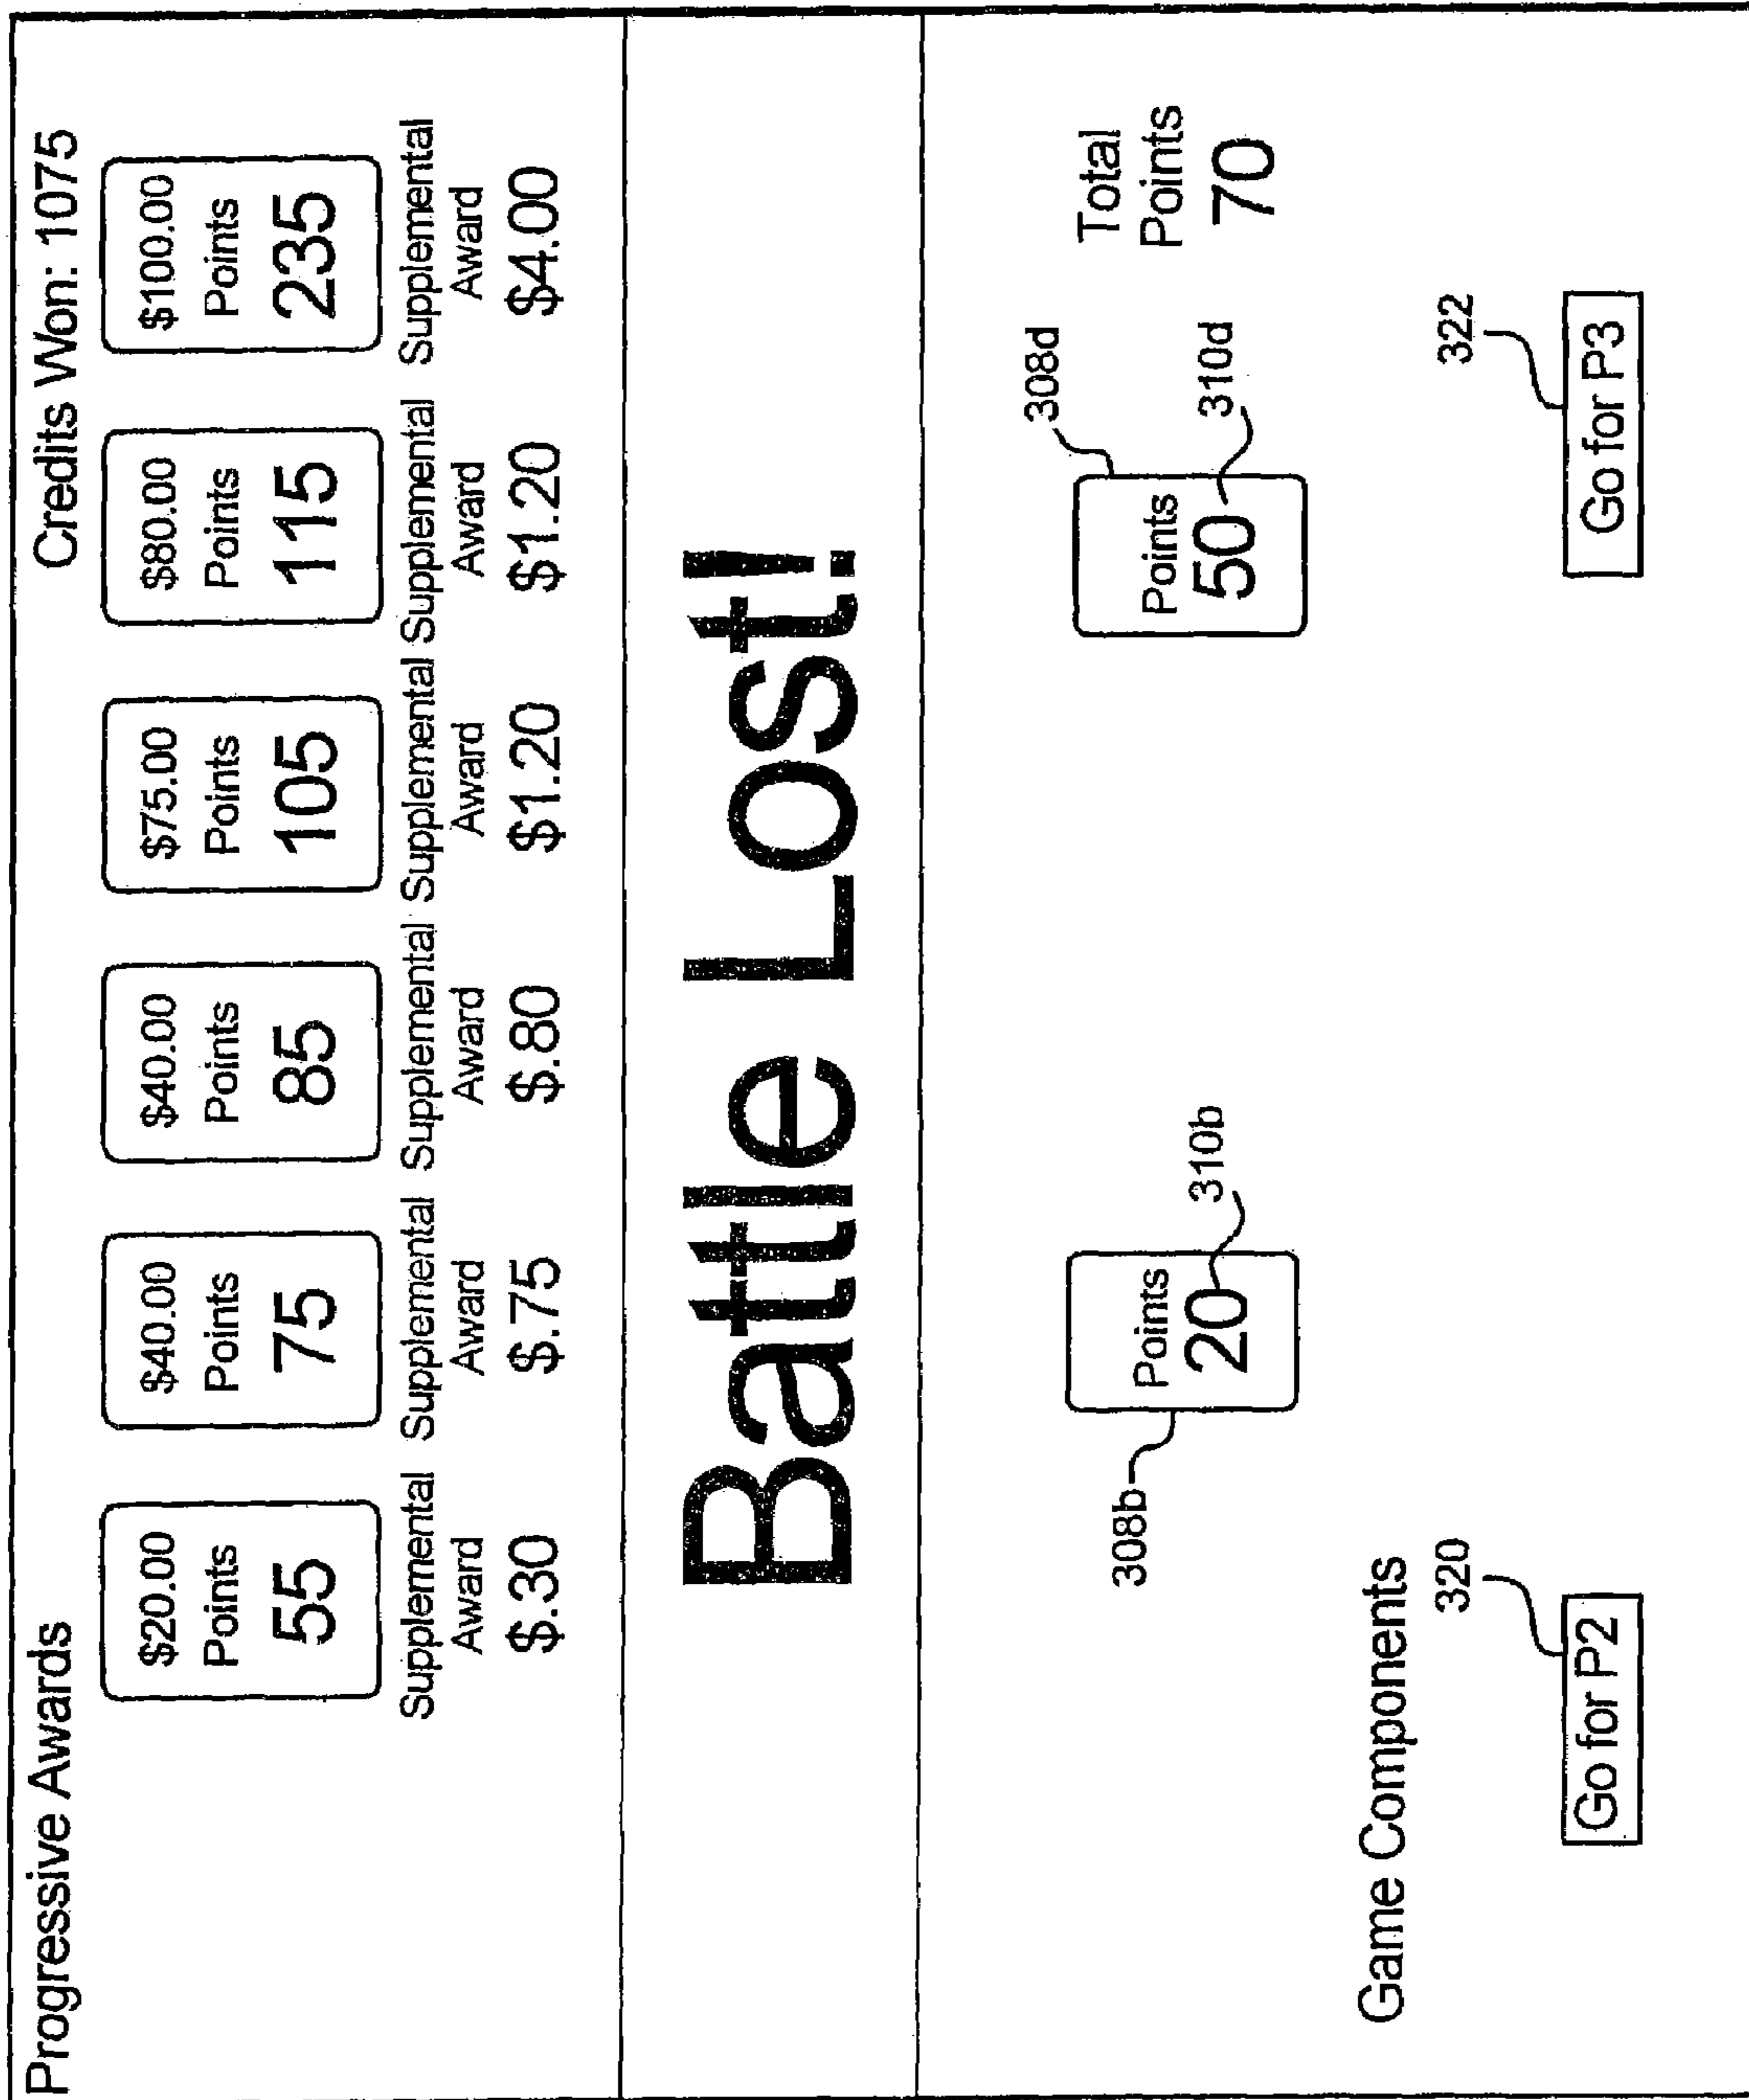 Progressive Awards Credits Won: 1075
$20.00 $40.00 $40.00 $75.00 $80.00 $100.00
Points Points Points Points Points Points
55 75 85 105 115 235
Supplemental Supplemental Supplemental Supplemental Supplemental Supplemental
Award Award Award Award Award Award
$.30 $.75 $.80 $1.20 $1.20 $4.00
Battle Lost!
308d
308b
Points Points
20 50
310b 310d
Total
Points
70
Game Components
320 322
Go for P2 Go for P3